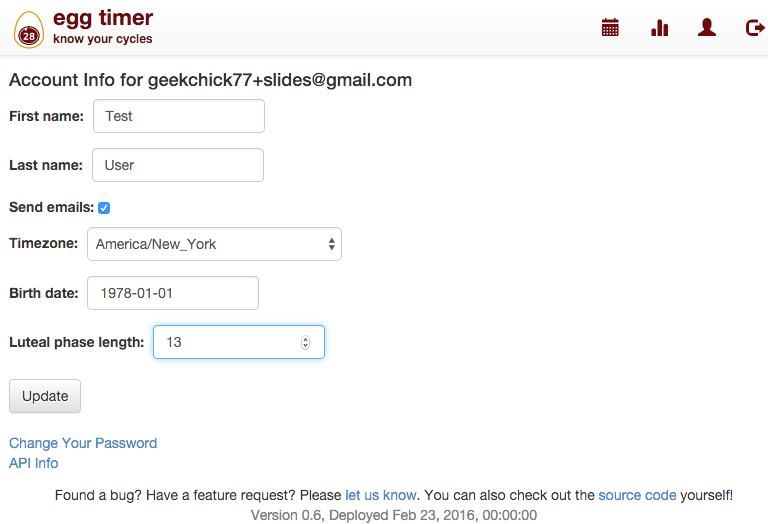 egg timer
28
know your cycles
Account Info for geekchick77+slides@gmail.com
First name: Test
Last name: User
Send emails:
Timezone: America/New_York
Birth date: 1978-01-01
Luteal phase length: 13
Update
Change Your Password
API Info
Found a bug? Have a feature request? Please let us know. You can also check out the source code yourself!
Version 0.6, Deployed Feb 23, 2016, 00:00:00